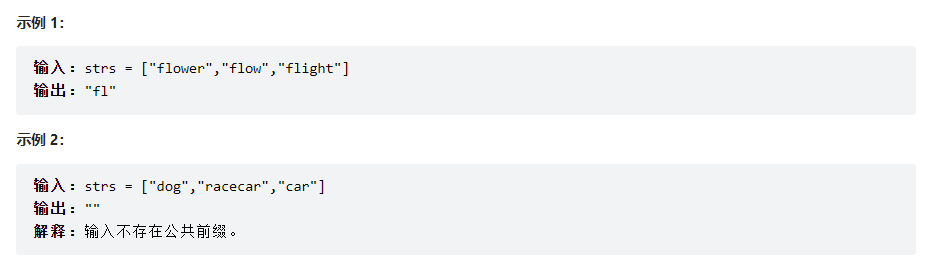 示例 1：
输入：strs = ["flower","flow","flight"]
输出："fl"
示例 2：
输入：strs = ["dog","racecar","car"]
输出：""
解释：输入不存在公共前缀。